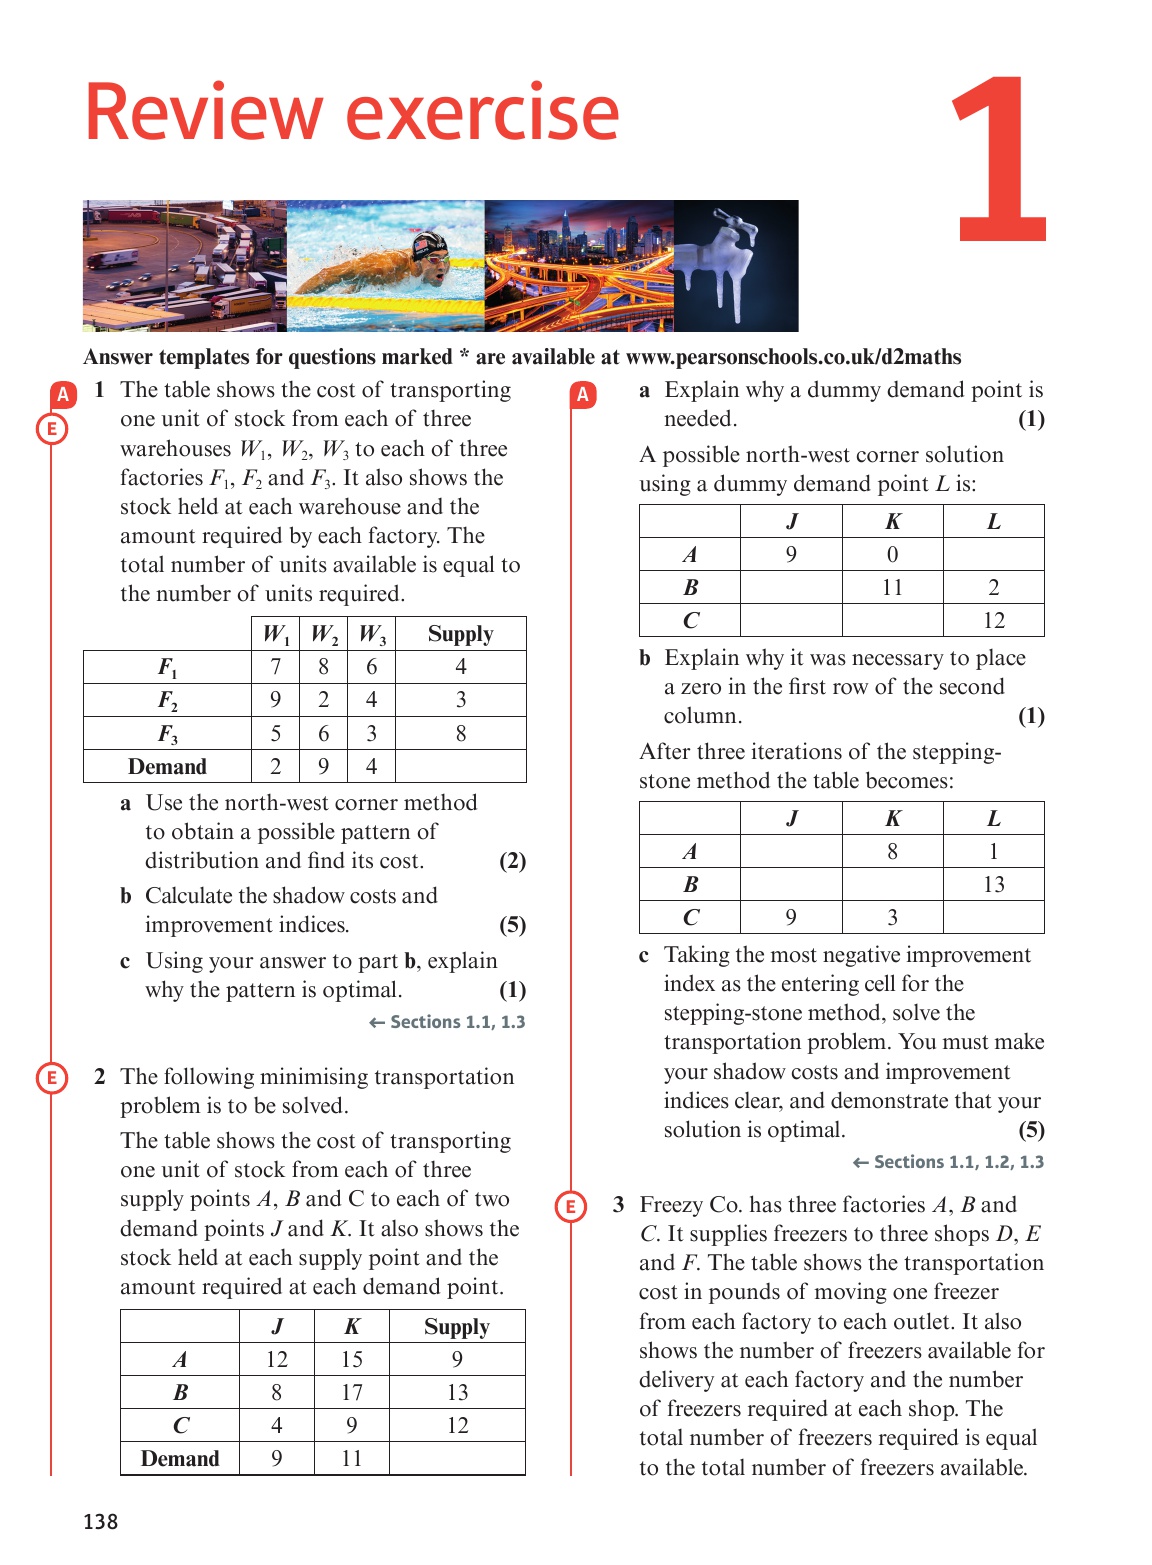 Review exercise
1
Answer templates for questions marked * are available at www.pearsonschools.co.uk/d2maths
A
E
1 The table shows the cost of transporting
one unit of stock from each of three
warehouses W₁, W₂, W₃ to each of three
factories F₁, F₂ and F₃. It also shows the
stock held at each warehouse and the
amount required by each factory. The
total number of units available is equal to
the number of units required.
W₁ W₂ W₃ Supply
F₁ 7 8 6 4
F₂ 9 2 4 3
F₃ 5 6 3 8
Demand 2 9 4
a Use the north-west corner method
to obtain a possible pattern of
distribution and find its cost. (2)
b Calculate the shadow costs and
improvement indices. (5)
c Using your answer to part b, explain
why the pattern is optimal. (1)
← Sections 1.1, 1.3
E
2 The following minimising transportation
problem is to be solved.
The table shows the cost of transporting
one unit of stock from each of three
supply points A, B and C to each of two
demand points J and K. It also shows the
stock held at each supply point and the
amount required at each demand point.
J K Supply
A 12 15 9
B 8 17 13
C 4 9 12
Demand 9 11
A
a Explain why a dummy demand point is
needed. (1)
A possible north-west corner solution
using a dummy demand point L is:
J K L
A 9 0
B 11 2
C 12
b Explain why it was necessary to place
a zero in the first row of the second
column. (1)
After three iterations of the stepping-
stone method the table becomes:
J K L
A 8 1
B 13
C 9 3
c Taking the most negative improvement
index as the entering cell for the
stepping-stone method, solve the
transportation problem. You must make
your shadow costs and improvement
indices clear, and demonstrate that your
solution is optimal. (5)
← Sections 1.1, 1.2, 1.3
E
3 Freezy Co. has three factories A, B and
C. It supplies freezers to three shops D, E
and F. The table shows the transportation
cost in pounds of moving one freezer
from each factory to each outlet. It also
shows the number of freezers available for
delivery at each factory and the number
of freezers required at each shop. The
total number of freezers required is equal
to the total number of freezers available.
138